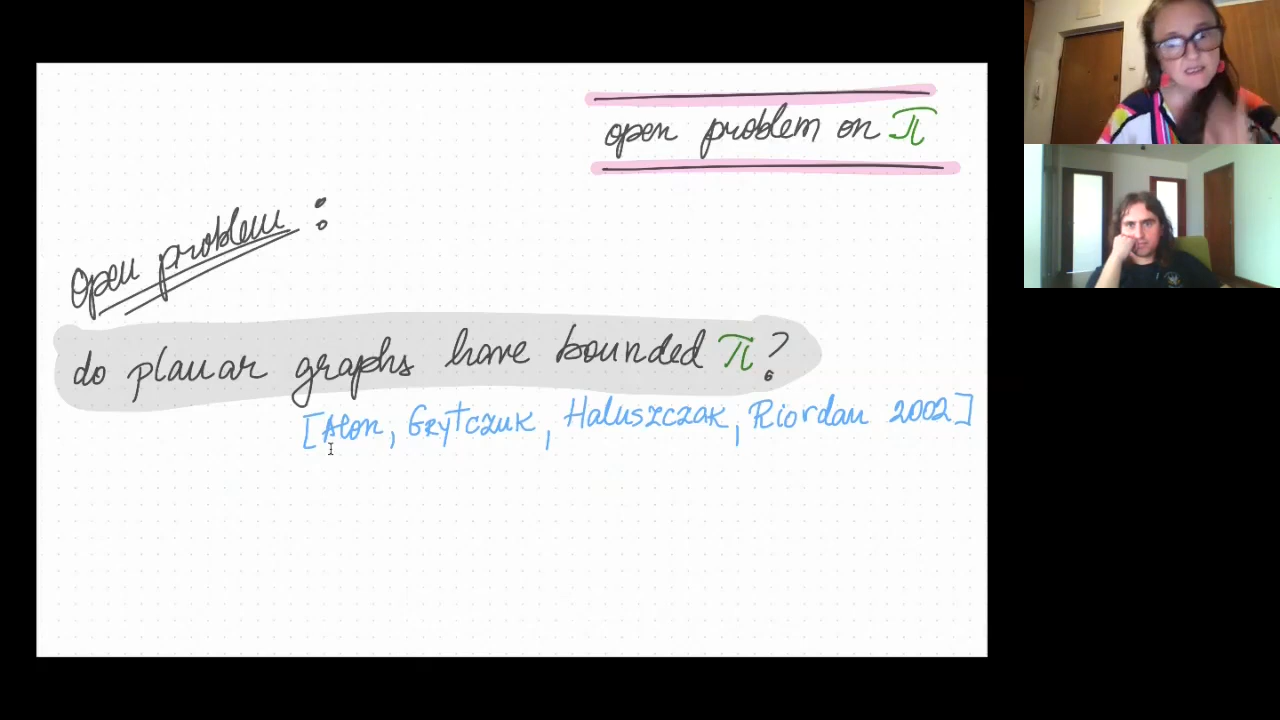 open problem on π
Open problem :
do planar graphs have bounded π?
[Alon, Grytczuk, Haluszczak, Riordan 2002]